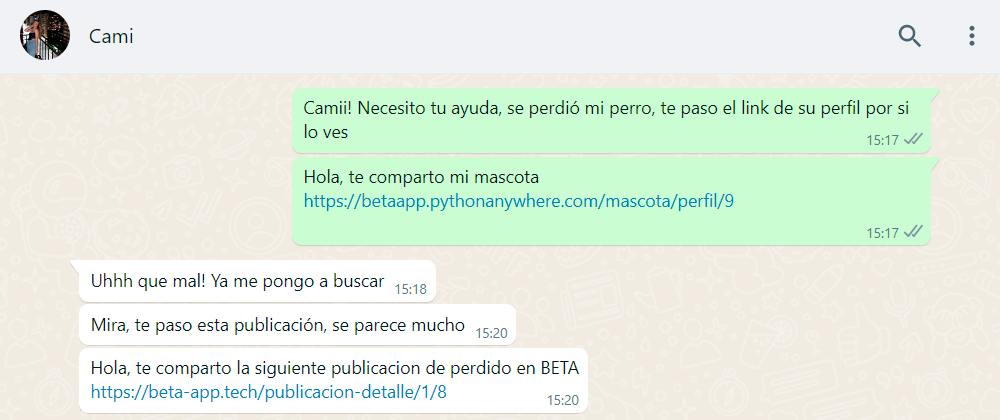 Cami
Camii! Necesito tu ayuda, se perdió mi perro, te paso el link de su perfil por si
lo ves
15:17
Hola, te comparto mi mascota
https://betaapp.pythonanywhere.com/mascota/perfil/9
15:17
Uhhh que mal! Ya me pongo a buscar 15:18
Mira, te paso esta publicación, se parece mucho 15:20
Hola, te comparto la siguiente publicacion de perdido en BETA
https://beta-app.tech/publicacion-detalle/1/8 15:20